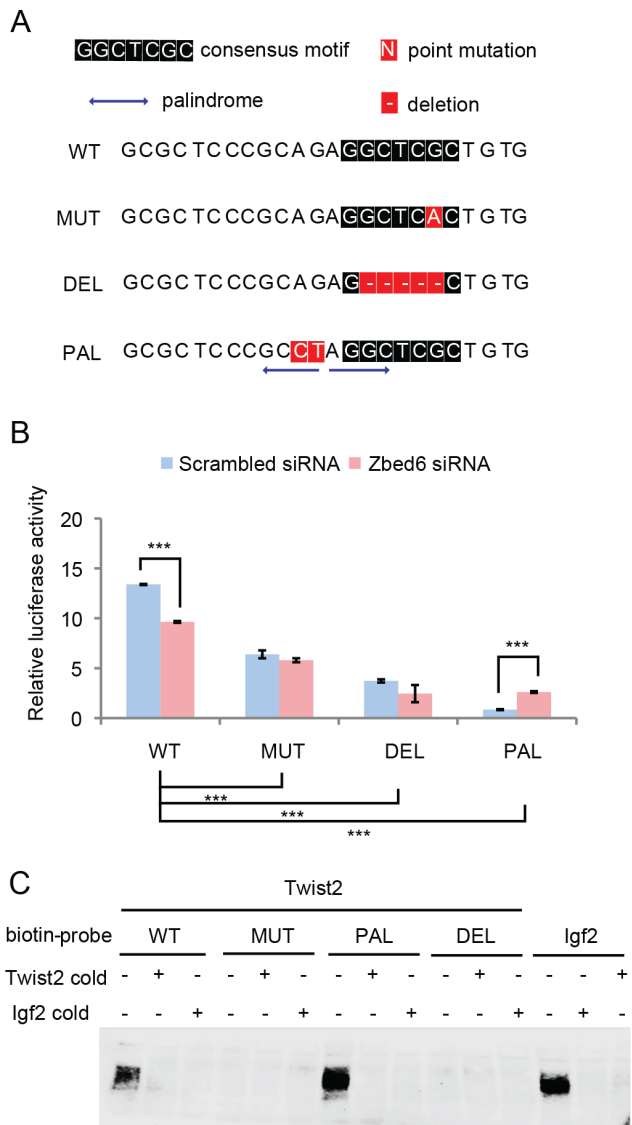 A
GGCTCGC consensus motif
N point mutation
palindrome
- deletion
WT GCGCTCCCGCAGAGGCTCGCTGTG
MUT GCGCTCCCGCAGAGGCTCACTGTG
DEL GCGCTCCCGCAGAG-----CTGTG
PAL GCGCTCCCGCCTAGGCTCGCTGTG
B
Scrambled siRNA Zbed6 siRNA
Relative luciferase activity
20
15
10
5
0
***
***
WT MUT DEL PAL
***
***
***
C
Twist2
biotin-probe WT MUT PAL DEL Igf2
Twist2 cold - + - - + - - + - - + - - - +
Igf2 cold - - + - - + - - + - - + - + -